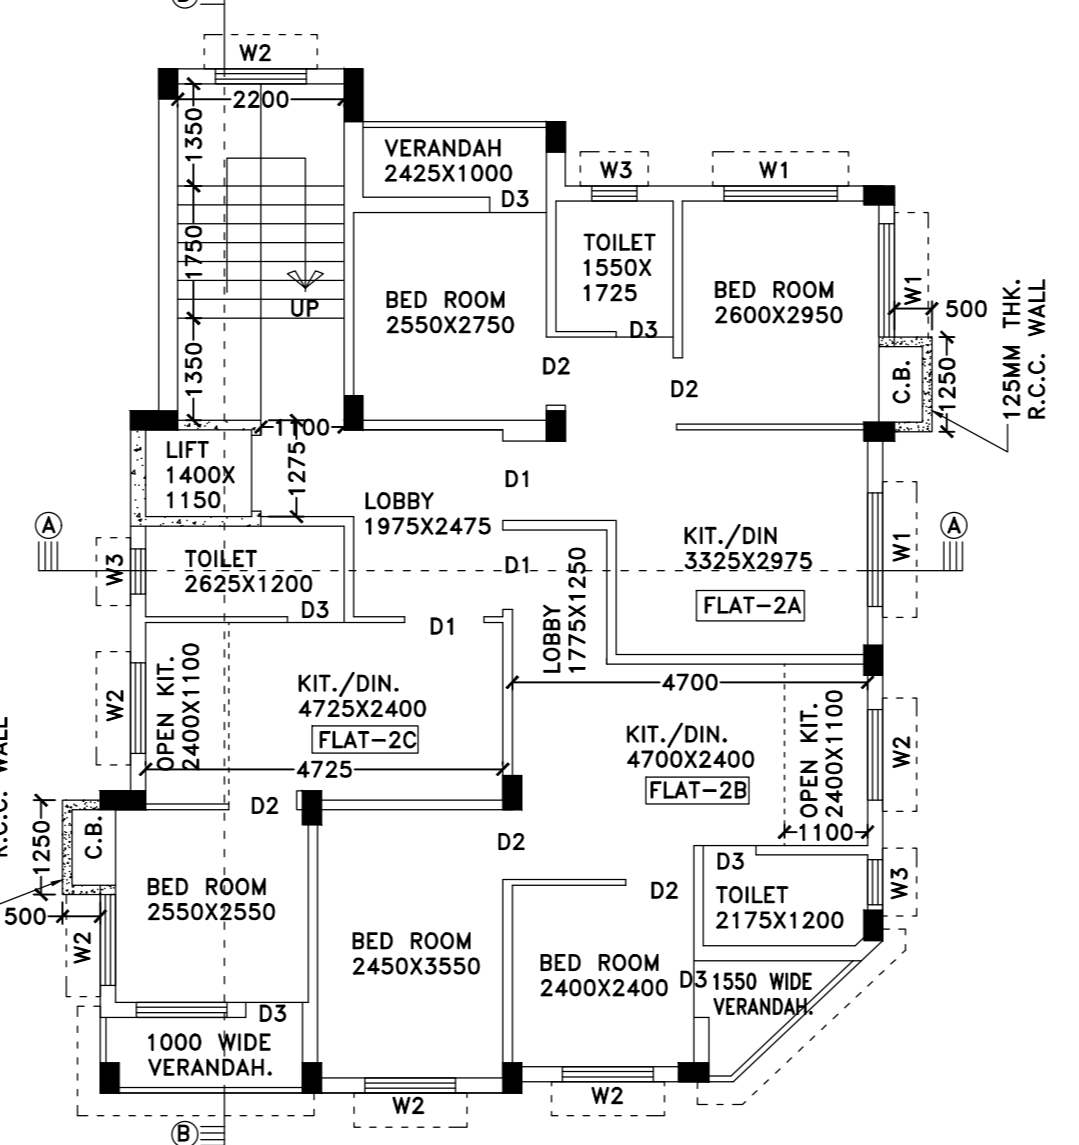 W2
2200
1350
VERANDAH
2425X1000
D3
W3
W1
TOILET
1550X
1725
1750
BED ROOM
2550X2750
BED ROOM
2600X2950
W1
500
125MM THK.
R.C.C. WALL
UP
D3
1350
D2
D2
C.B.
1250
1100
LIFT
1400X
1150
1275
D1
LOBBY
1975X2475
A
A
KIT./DIN
3325X2975
W1
W3
TOILET
2625X1200
D1
D3
LOBBY
1775X1250
FLAT-2A
D1
OPEN KIT.
2400X1100
W2
KIT./DIN.
4725X2400
FLAT-2C
4725
4700
KIT./DIN.
4700X2400
FLAT-2B
OPEN KIT.
2400X1100
W2
1100
R.C.C. WALL
1250
C.B.
D2
D2
D3
W3
BED ROOM
2550X2550
D2
TOILET
2175X1200
500
W2
BED ROOM
2450X3550
BED ROOM
2400X2400
D3
1550 WIDE
VERANDAH.
D3
1000 WIDE
VERANDAH.
W2
W2
B